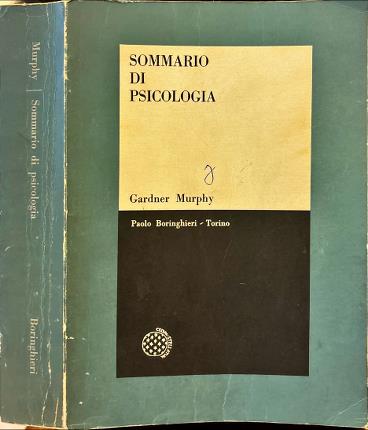 Murphy | Sommario di psicologia
Boringhieri
SOMMARIO
DI
PSICOLOGIA
Gardner Murphy
Paolo Boringhieri - Torino